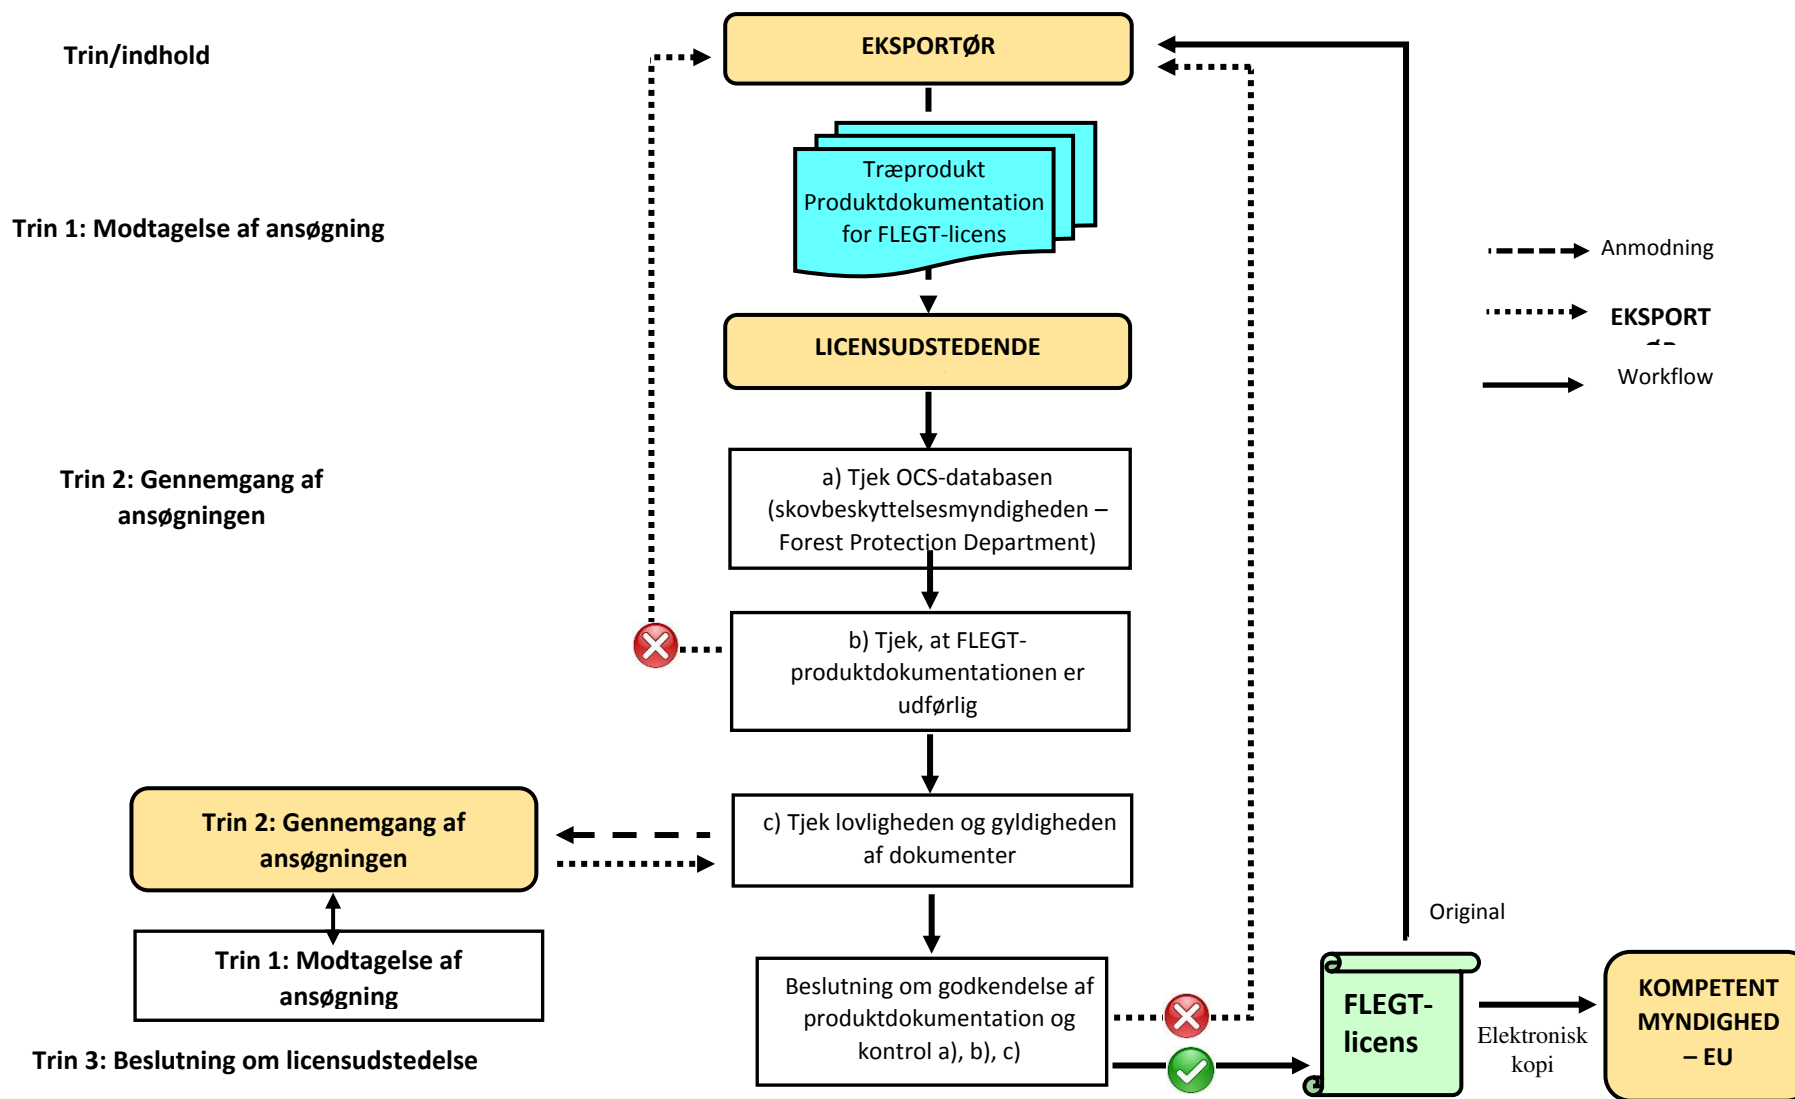 Trin/indhold
EKSPORTØR
Træprodukt
Produktdokumentation
for FLEGT-licens
Trin 1: Modtagelse af ansøgning
Anmodning
EKSPORT
Workflow
LICENSUDSTEDENDE
Trin 2: Gennemgang af
ansøgningen
a) Tjek OCS-databasen
(skovbeskyttelsesmyndigheden –
Forest Protection Department)
b) Tjek, at FLEGT-
produktdokumentationen er
udførlig
Trin 2: Gennemgang af
ansøgningen
c) Tjek lovligheden og gyldigheden
af dokumenter
Trin 1: Modtagelse af
ansøgning
Beslutning om godkendelse af
produktdokumentation og
kontrol a), b), c)
Original
FLEGT-
licens
Elektronisk
kopi
KOMPETENT
MYNDIGHED
– EU
Trin 3: Beslutning om licensudstedelse